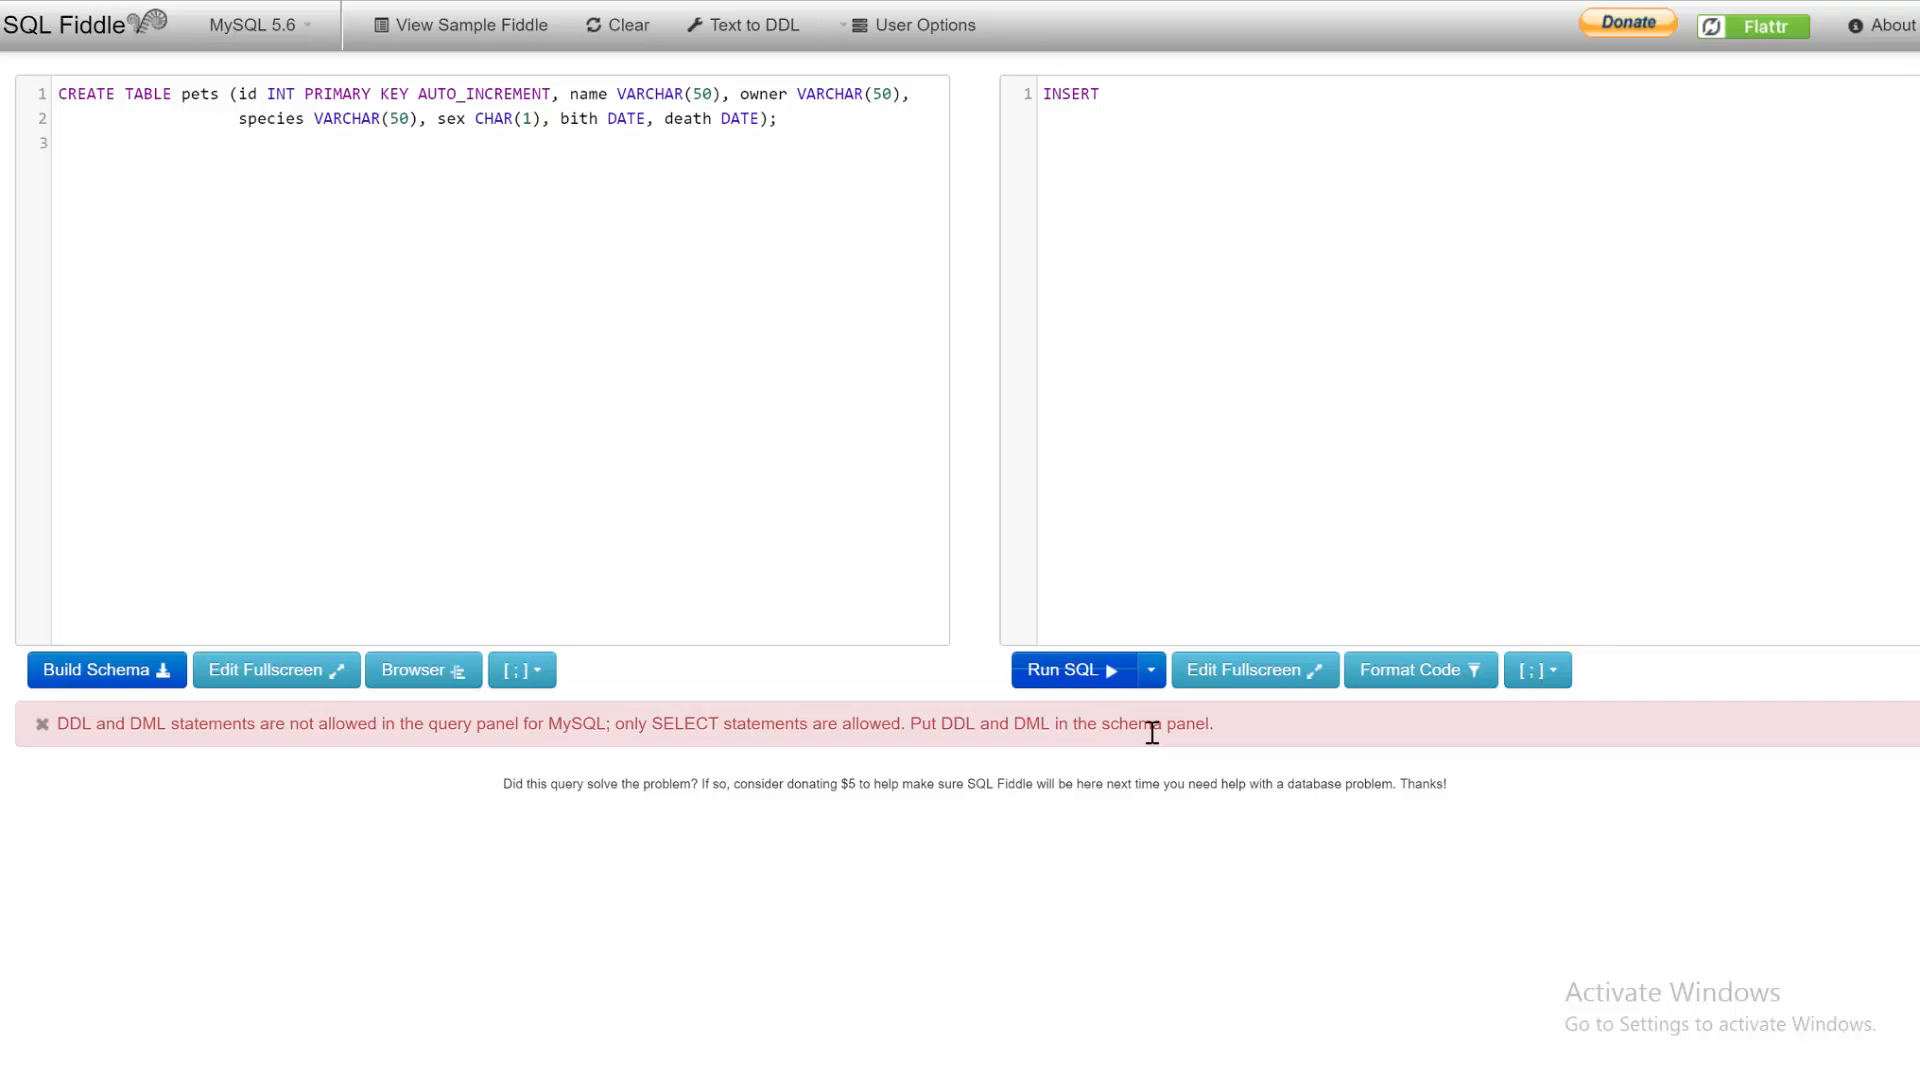 SQL Fiddle MySQL 5.6 View Sample Fiddle Clear Text to DDL User Options Donate Flattr About
1 CREATE TABLE pets (id INT PRIMARY KEY AUTO_INCREMENT, name VARCHAR(50), owner VARCHAR(50),
2 species VARCHAR(50), sex CHAR(1), bith DATE, death DATE);
3
1 INSERT
Build Schema Edit Fullscreen Browser [ ; ]
Run SQL Edit Fullscreen Format Code [ ; ]
DDL and DML statements are not allowed in the query panel for MySQL; only SELECT statements are allowed. Put DDL and DML in the schema panel.
Did this query solve the problem? If so, consider donating $5 to help make sure SQL Fiddle will be here next time you need help with a database problem. Thanks!
Activate Windows
Go to Settings to activate Windows.